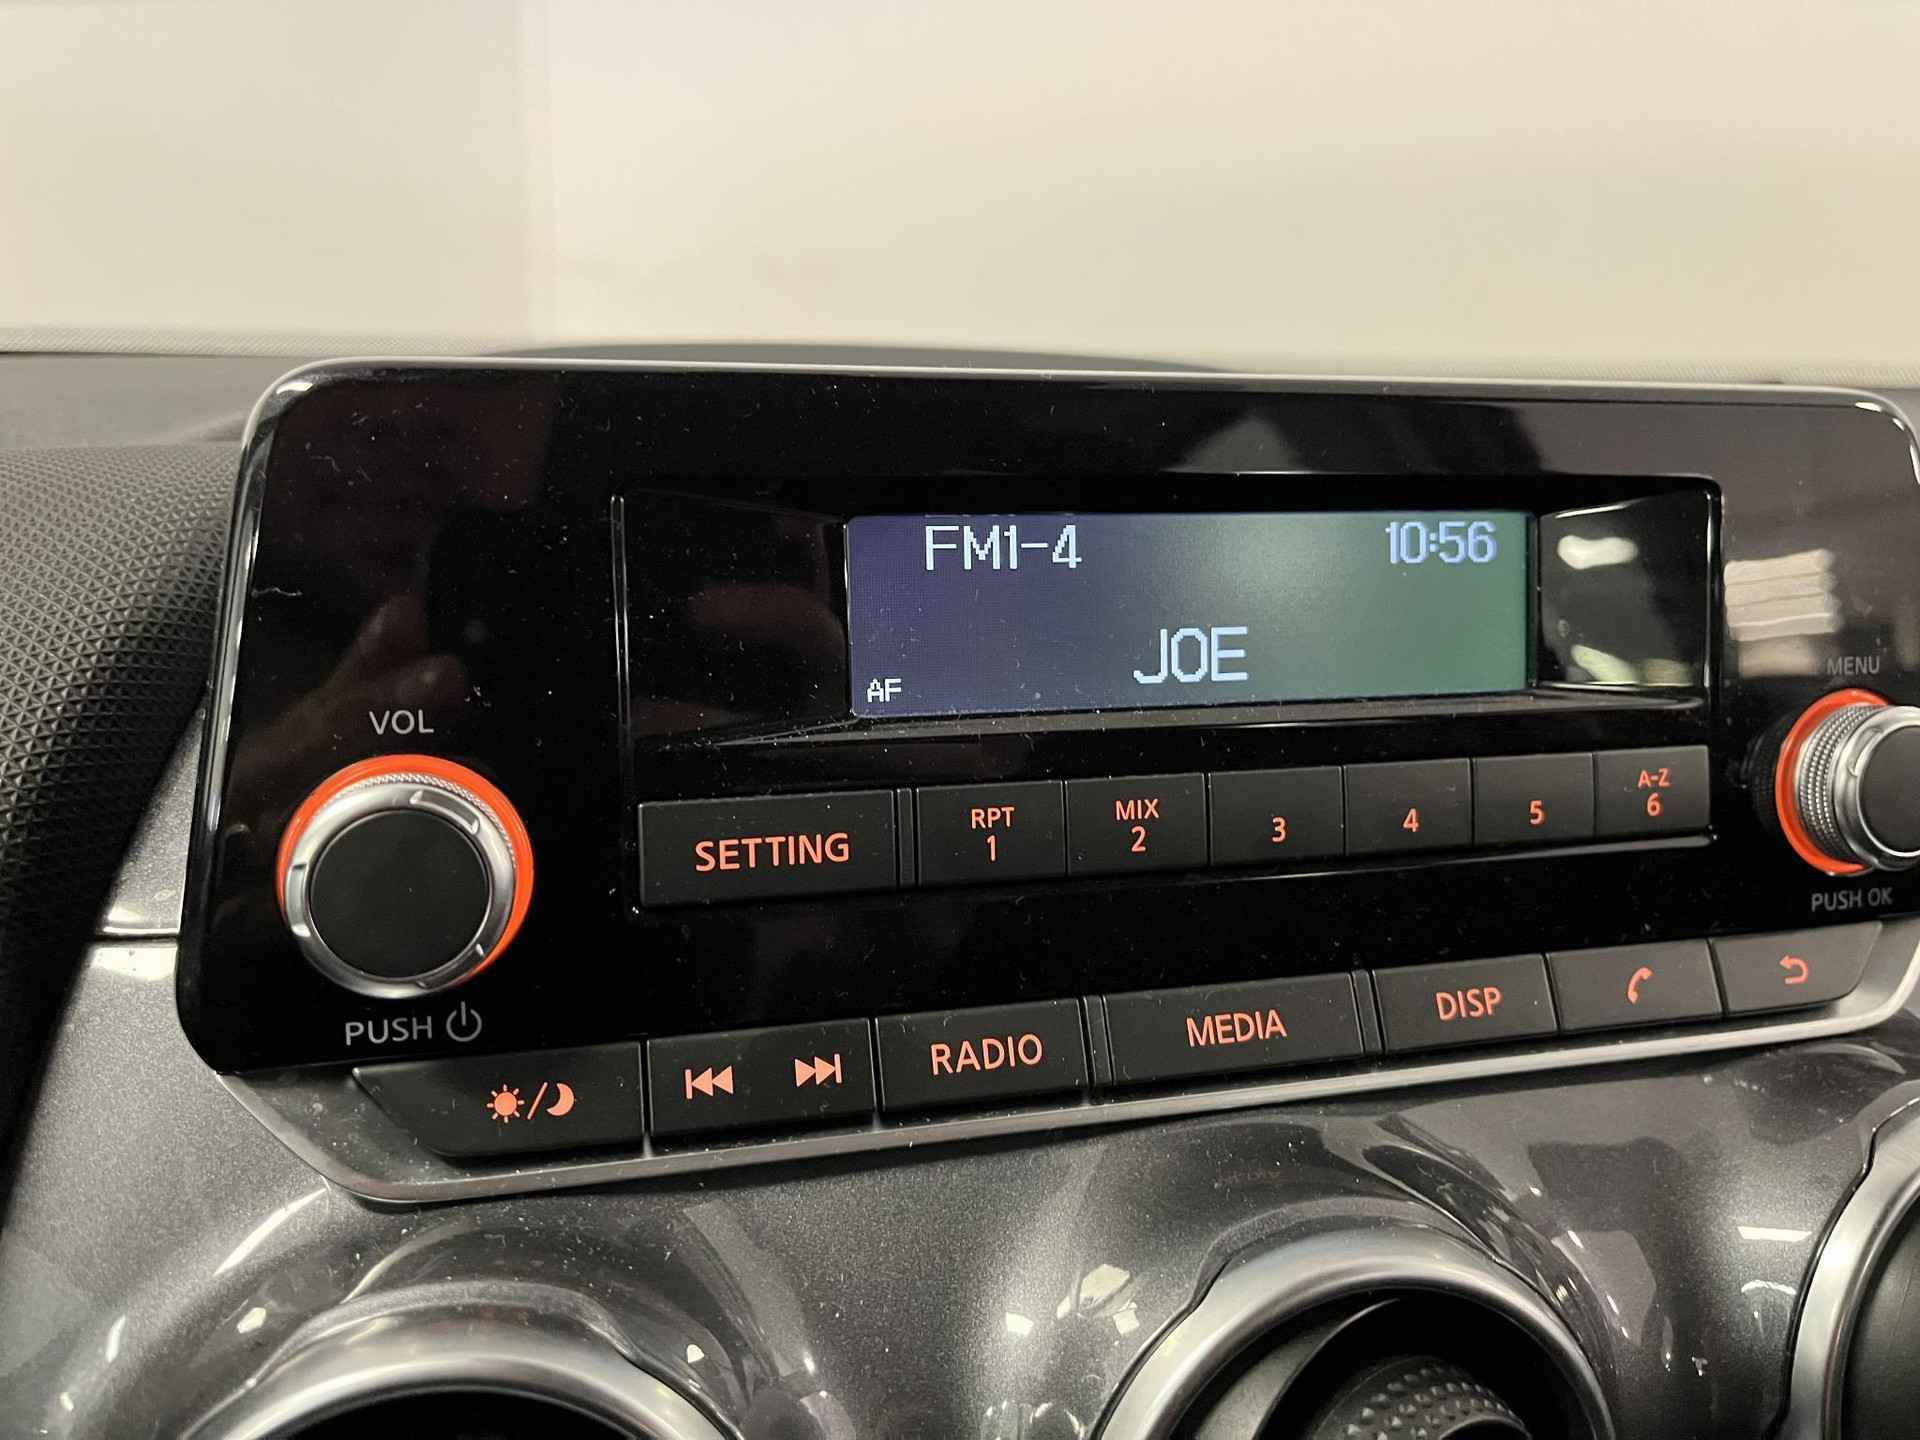 FM1-4 10:56
JOE
AF
VOL
MENU
SETTING
RPT
1
MIX
2
3
4
5
A-Z
6
PUSH OK
PUSH
RADIO
MEDIA
DISP